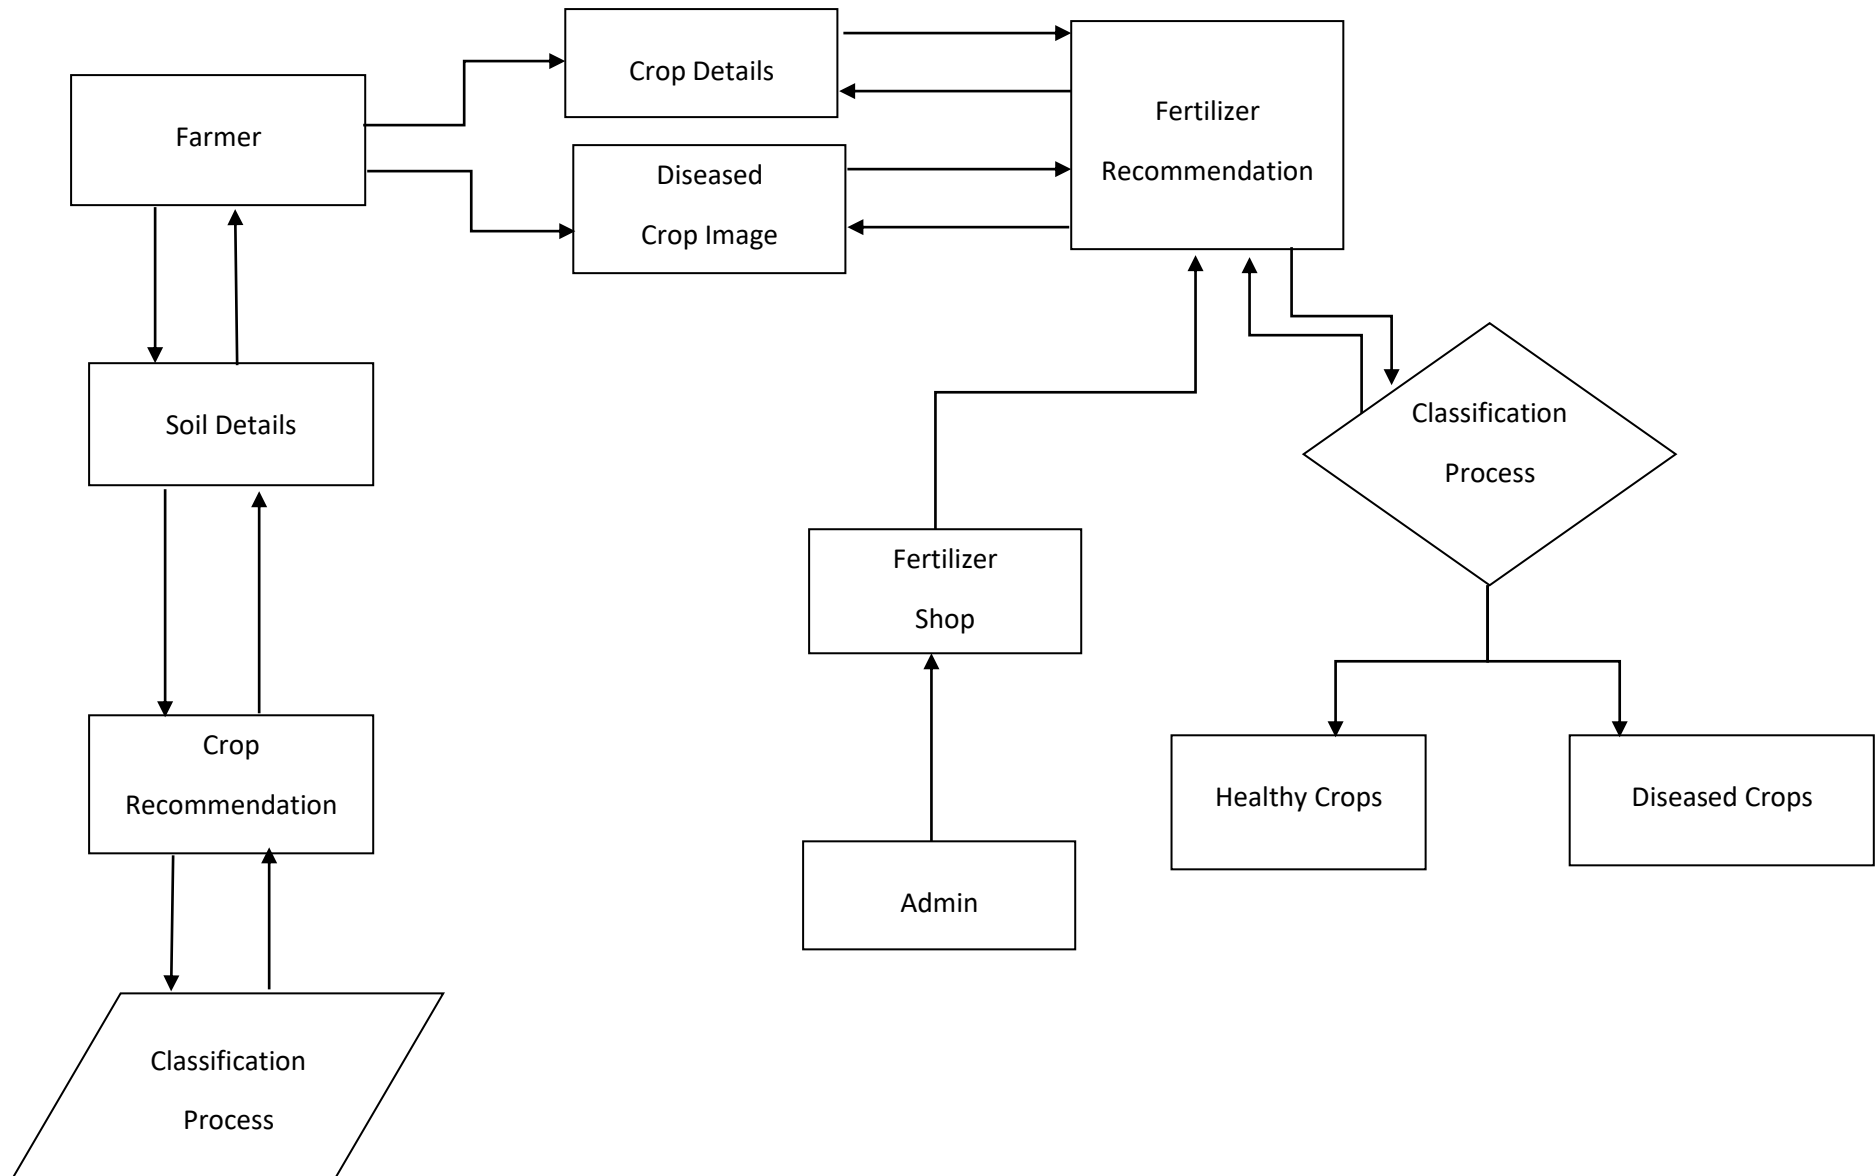 Crop Details
Farmer
Fertilizer
Recommendation
Diseased
Crop Image
Soil Details
Classification
Process
Fertilizer
Shop
Crop
Recommendation
Healthy Crops
Diseased Crops
Admin
Classification
Process